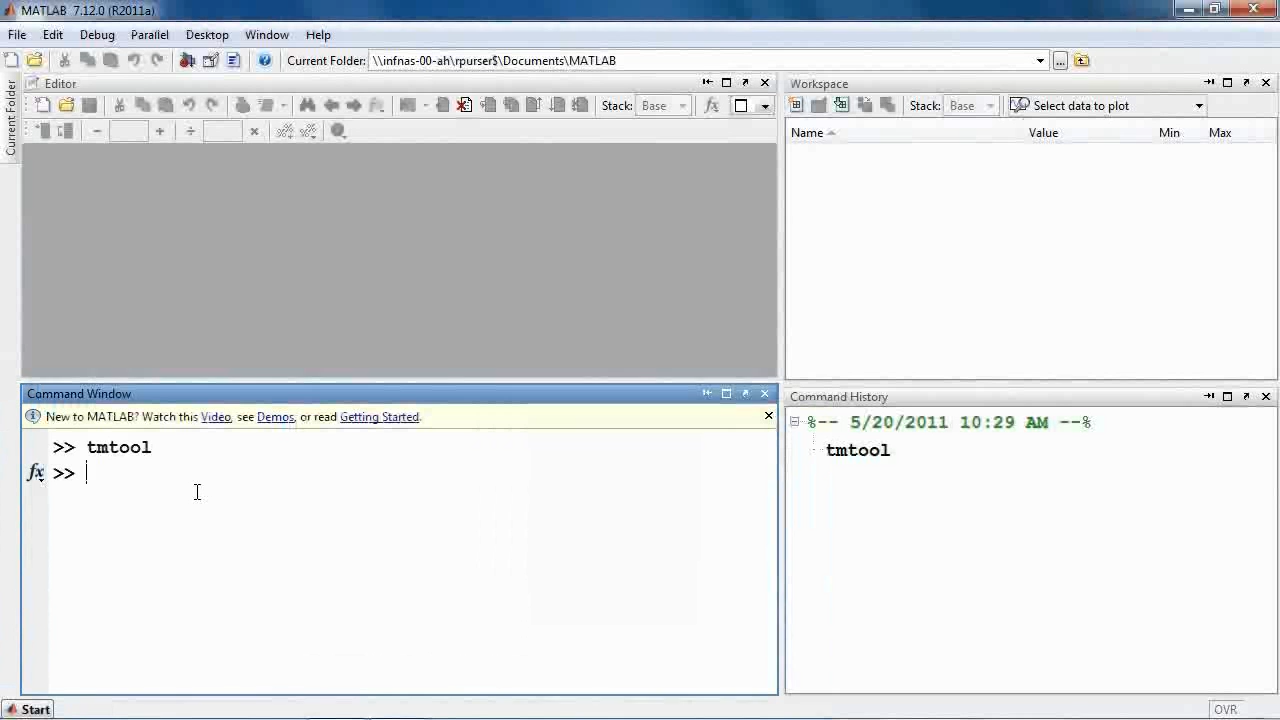 MATLAB 7.12.0 (R2011a)
File Edit Debug Parallel Desktop Window Help
Current Folder: \\infnas-00-ah\rpurser$\Documents\MATLAB ...
Current Folder
Editor
Stack: Base fx
− + ÷ ×
Workspace
Stack: Base Select data to plot
Name Value Min Max
Command Window
New to MATLAB? Watch this Video, see Demos, or read Getting Started.
>> tmtool
fx >>
Command History
%-- 5/20/2011 10:29 AM --%
tmtool
Start
OVR